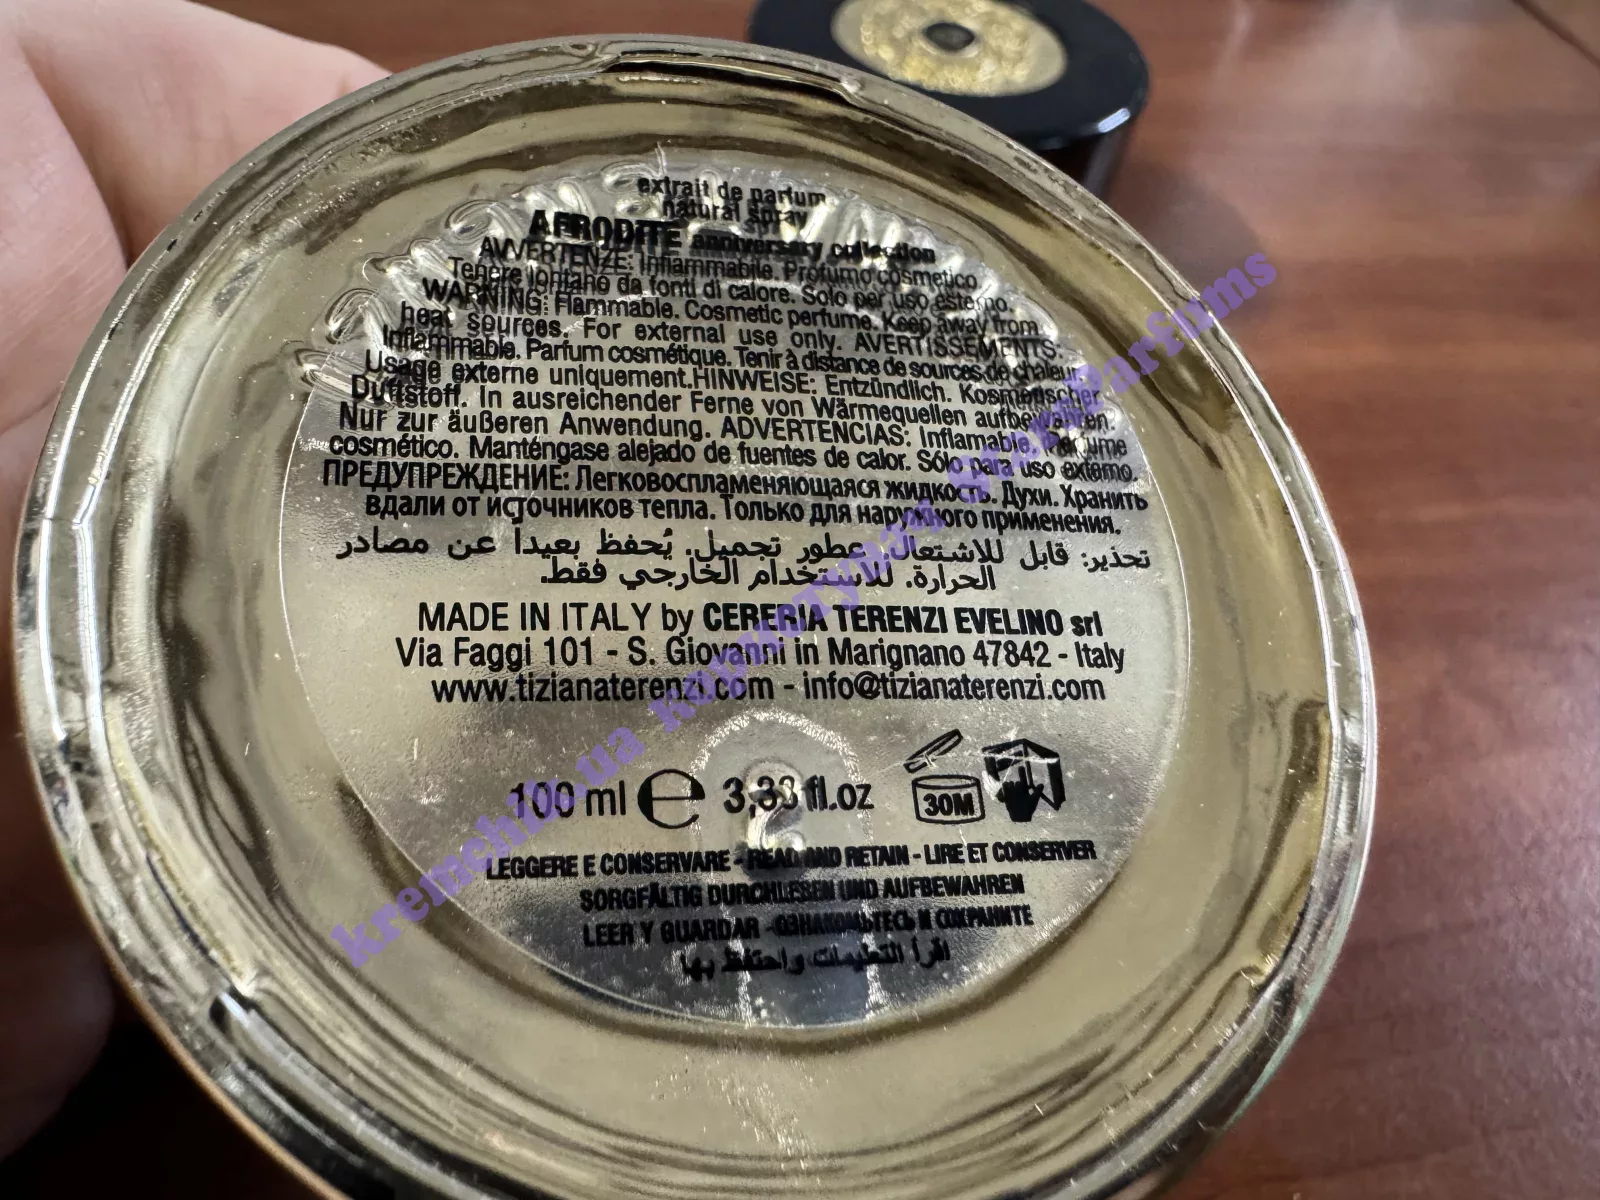 extrait de parfum
natural spray
AFRODITE anniversary collection
AVVERTENZE: Infiammabile. Profumo cosmetico.
Tenere lontano da fonti di calore. Solo per uso esterno.
WARNING: Flammable. Cosmetic perfume. Keep away from
heat sources. For external use only. AVERTISSEMENTS:
Inflammable. Parfum cosmétique. Tenir à distance de sources de chaleur.
Usage externe uniquement.HINWEISE: Entzündlich. Kosmetischer
Duftstoff. In ausreichender Ferne von Wärmequellen aufbewahren.
Nur zur äußeren Anwendung. ADVERTENCIAS: Inflamable. Perfume
cosmético. Manténgase alejado de fuentes de calor. Sólo para uso externo.
ПРЕДУПРЕЖДЕНИЕ: Легковоспламеняющаяся жидкость. Духи. Хранить
вдали от источников тепла. Только для наружного применения.
تحذير: قابل للاشتعال. عطور تجميل. يُحفظ بعيداً عن مصادر
الحرارة. للاستخدام الخارجي فقط.
MADE IN ITALY by CERERIA TERENZI EVELINO srl
Via Faggi 101 - S. Giovanni in Marignano 47842 - Italy
www.tizianaterenzi.com - info@tizianaterenzi.com
100 ml e 3,33 fl.oz 30M
LEGGERE E CONSERVARE - READ AND RETAIN - LIRE ET CONSERVER
SORGFÄLTIG DURCHLESEN UND AUFBEWAHREN
LEER Y GUARDAR - ОЗНАКОМЬТЕСЬ И СОХРАНИТЕ
اقرأ التعليمات واحتفظ بها
kremchik.ua